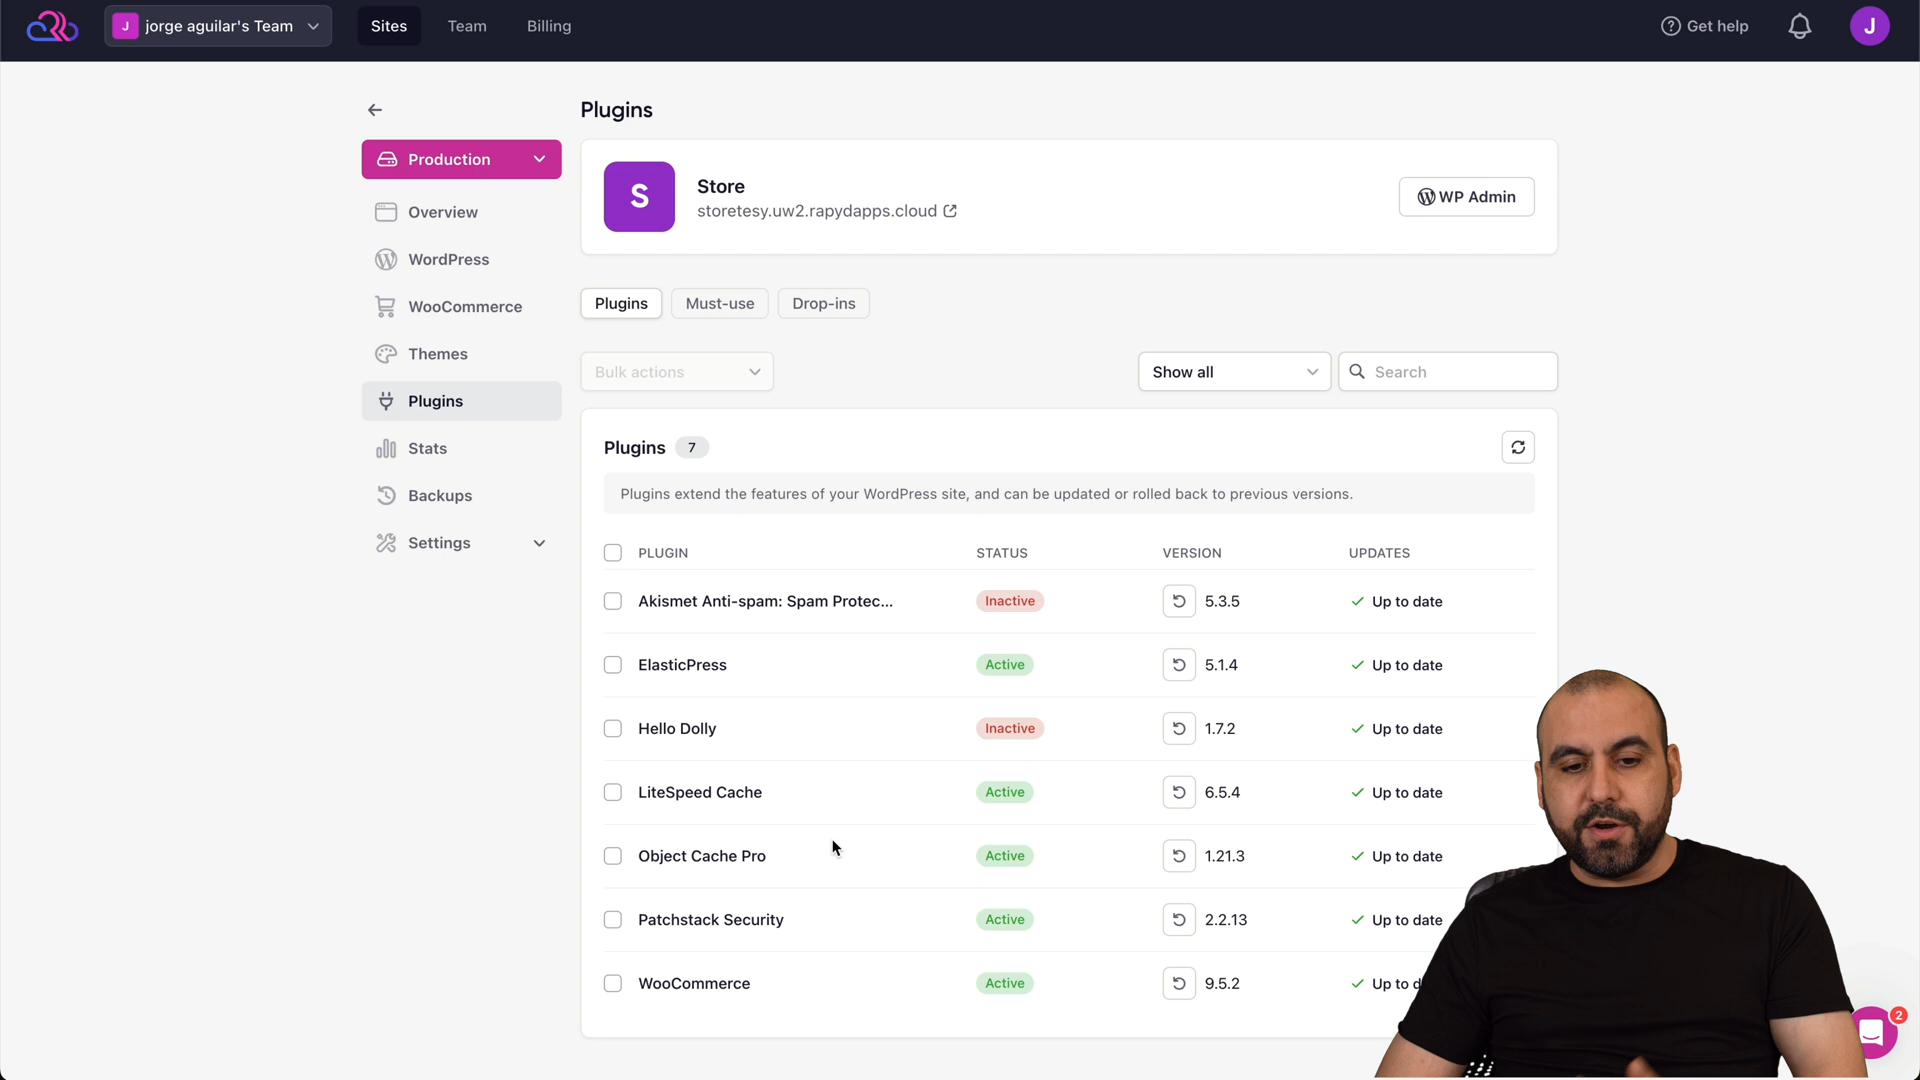 J jorge aguilar's Team Sites Team Billing Get help J
Plugins
Production
S
Store
storetesy.uw2.rapydapps.cloud
WP Admin
Overview
WordPress
WooCommerce
Themes
Plugins
Stats
Backups
Settings
Plugins Must-use Drop-ins
Bulk actions Show all Search
Plugins 7
Plugins extend the features of your WordPress site, and can be updated or rolled back to previous versions.
PLUGIN STATUS VERSION UPDATES
Akismet Anti-spam: Spam Protec... Inactive 5.3.5 Up to date
ElasticPress Active 5.1.4 Up to date
Hello Dolly Inactive 1.7.2 Up to date
LiteSpeed Cache Active 6.5.4 Up to date
Object Cache Pro Active 1.21.3 Up to date
Patchstack Security Active 2.2.13 Up to date
WooCommerce Active 9.5.2 Up to d
2